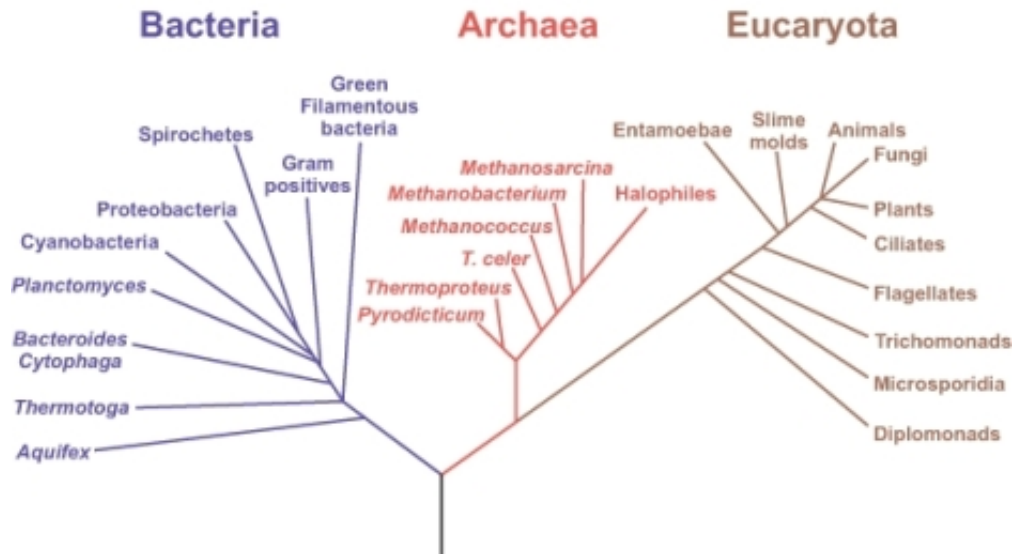 Bacteria
Archaea
Eucaryota
Green
Filamentous
bacteria
Spirochetes
Gram
positives
Proteobacteria
Cyanobacteria
Planctomyces
Bacteroides
Cytophaga
Thermotoga
Aquifex
Methanosarcina
Methanobacterium
Halophiles
Methanococcus
T. celer
Thermoproteus
Pyrodicticum
Entamoebae
Slime
molds
Animals
Fungi
Plants
Ciliates
Flagellates
Trichomonads
Microsporidia
Diplomonads